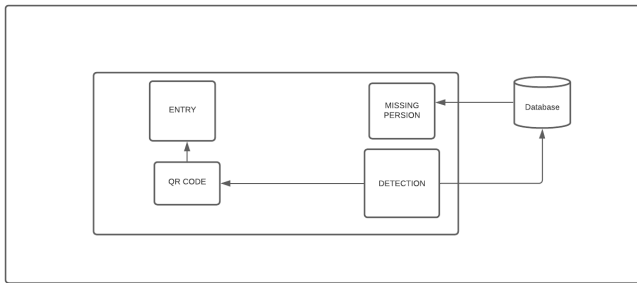 ENTRY
MISSING
PERSION
Database
QR CODE
DETECTION